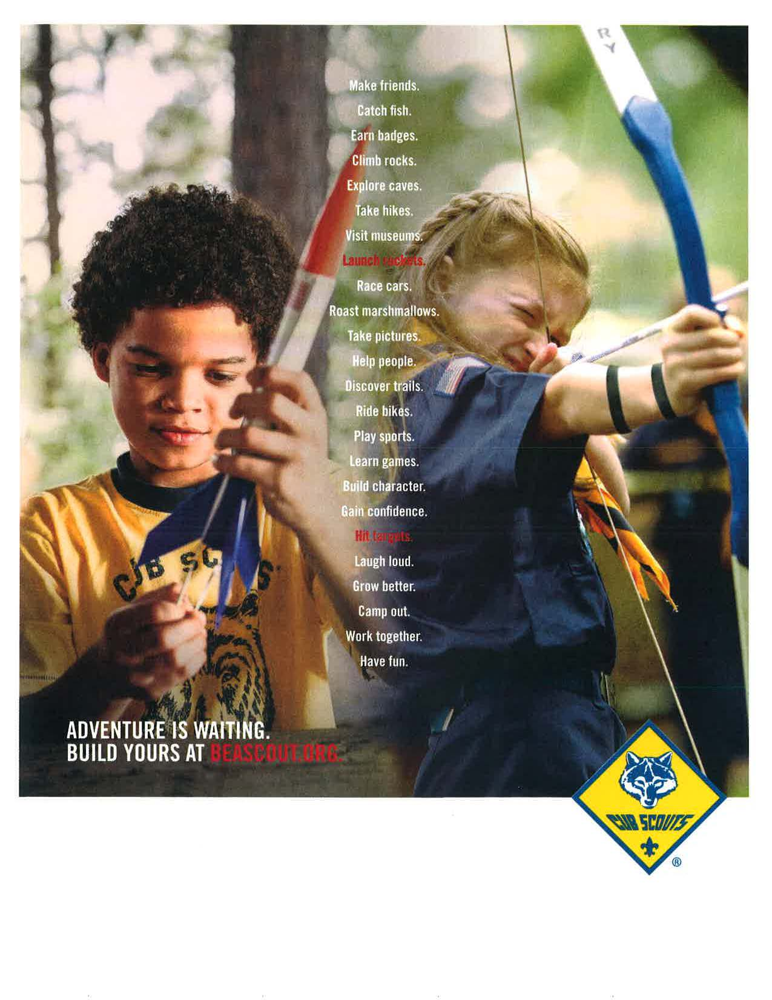 R
Y
Make friends.
Catch fish.
Earn badges.
Climb rocks.
Explore caves.
Take hikes.
Visit museums.
Launch rockets.
Race cars.
Roast marshmallows.
Take pictures.
Help people.
Discover trails.
Ride bikes.
Play sports.
Learn games.
Build character.
Gain confidence.
Hit targets.
Laugh loud.
Grow better.
Camp out.
Work together.
Have fun.
CUB SC S
ADVENTURE IS WAITING.
BUILD YOURS AT BEASCOUT.ORG.
CUB SCOUTS
®